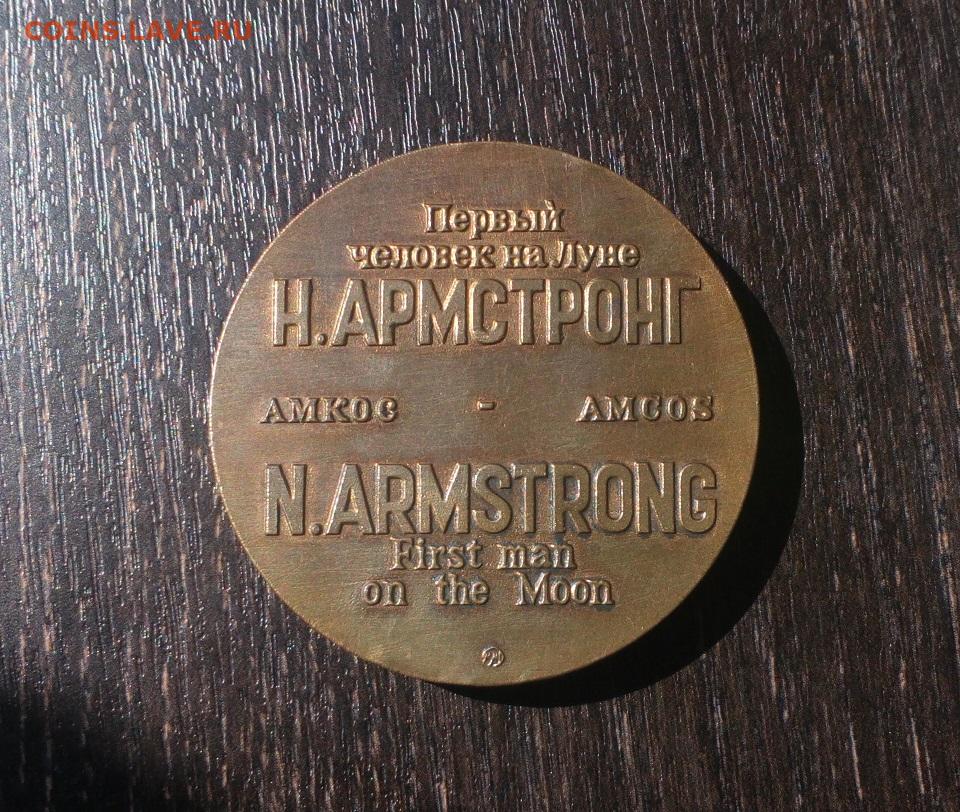 COINS.LAVE.RU
Первый
человек на Луне
Н.АРМСТРОНГ
АМКОС - AMCOS
N.ARMSTRONG
First man
on the Moon